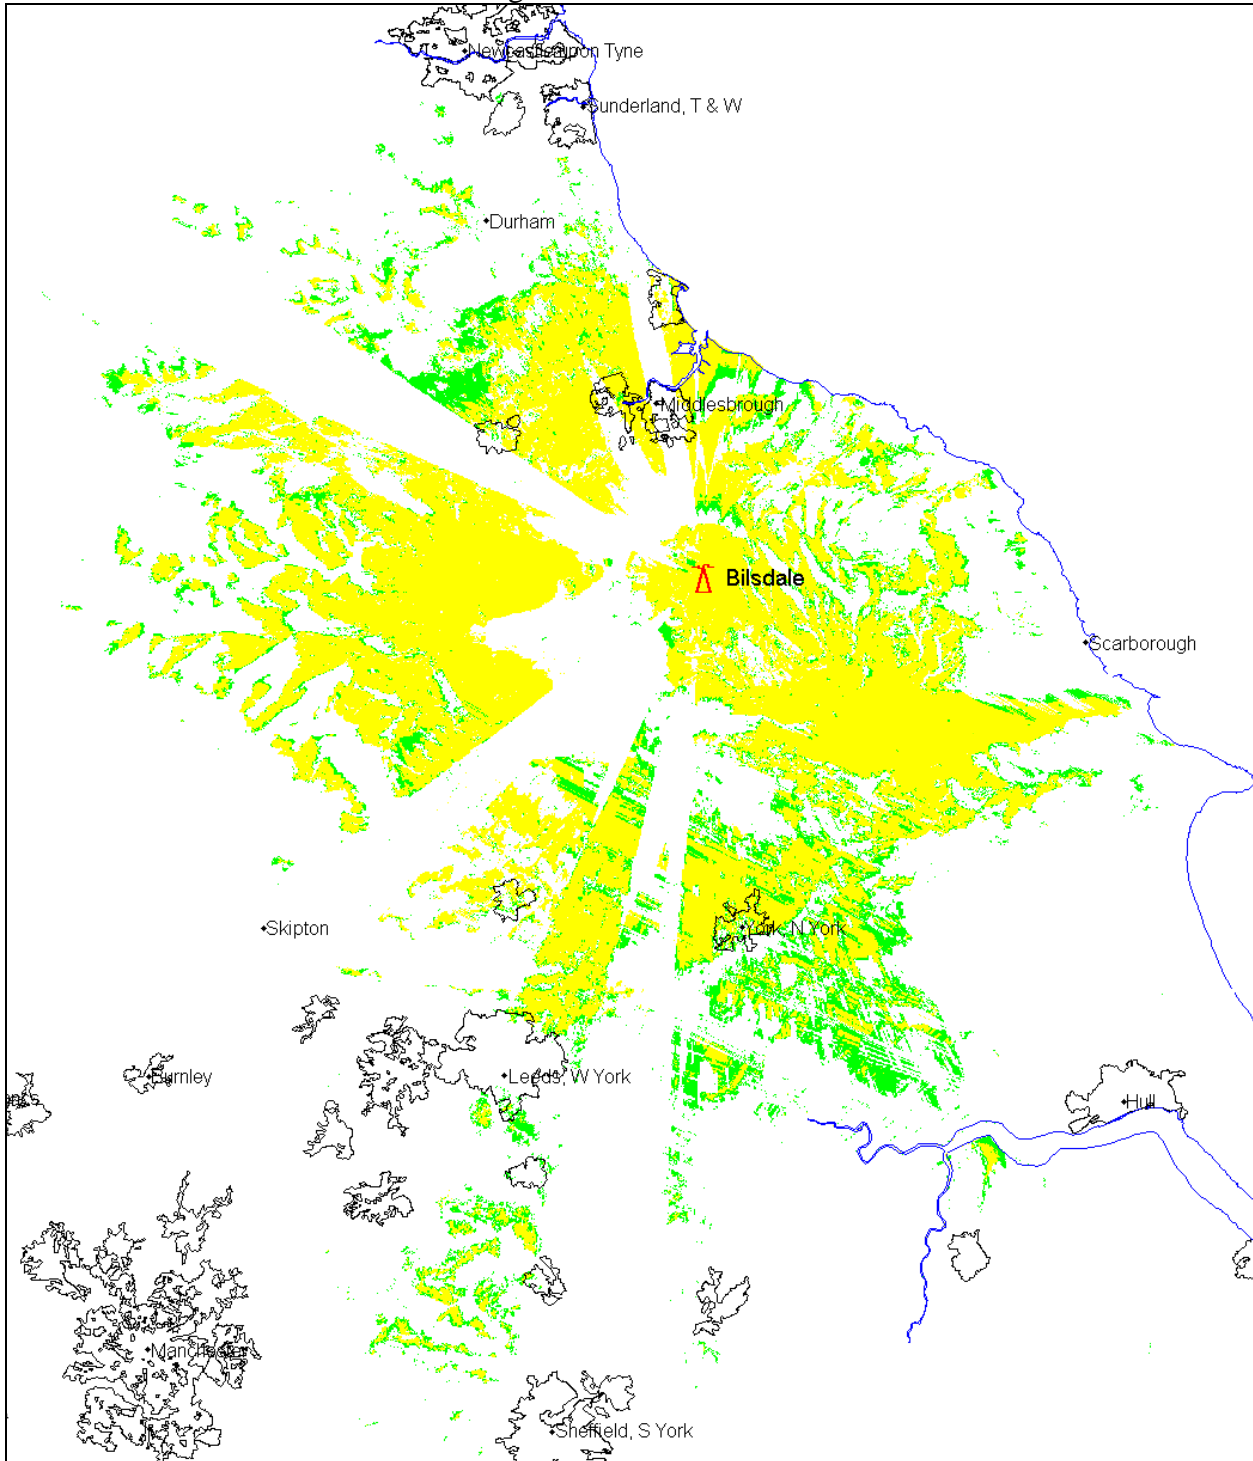 Newcastle upon Tyne
Sunderland, T & W
Durham
Middlesbrough
Bilsdale
Scarborough
Skipton
York, N York
Burnley
Leeds, W York
Hull
Manchester
Sheffield, S York